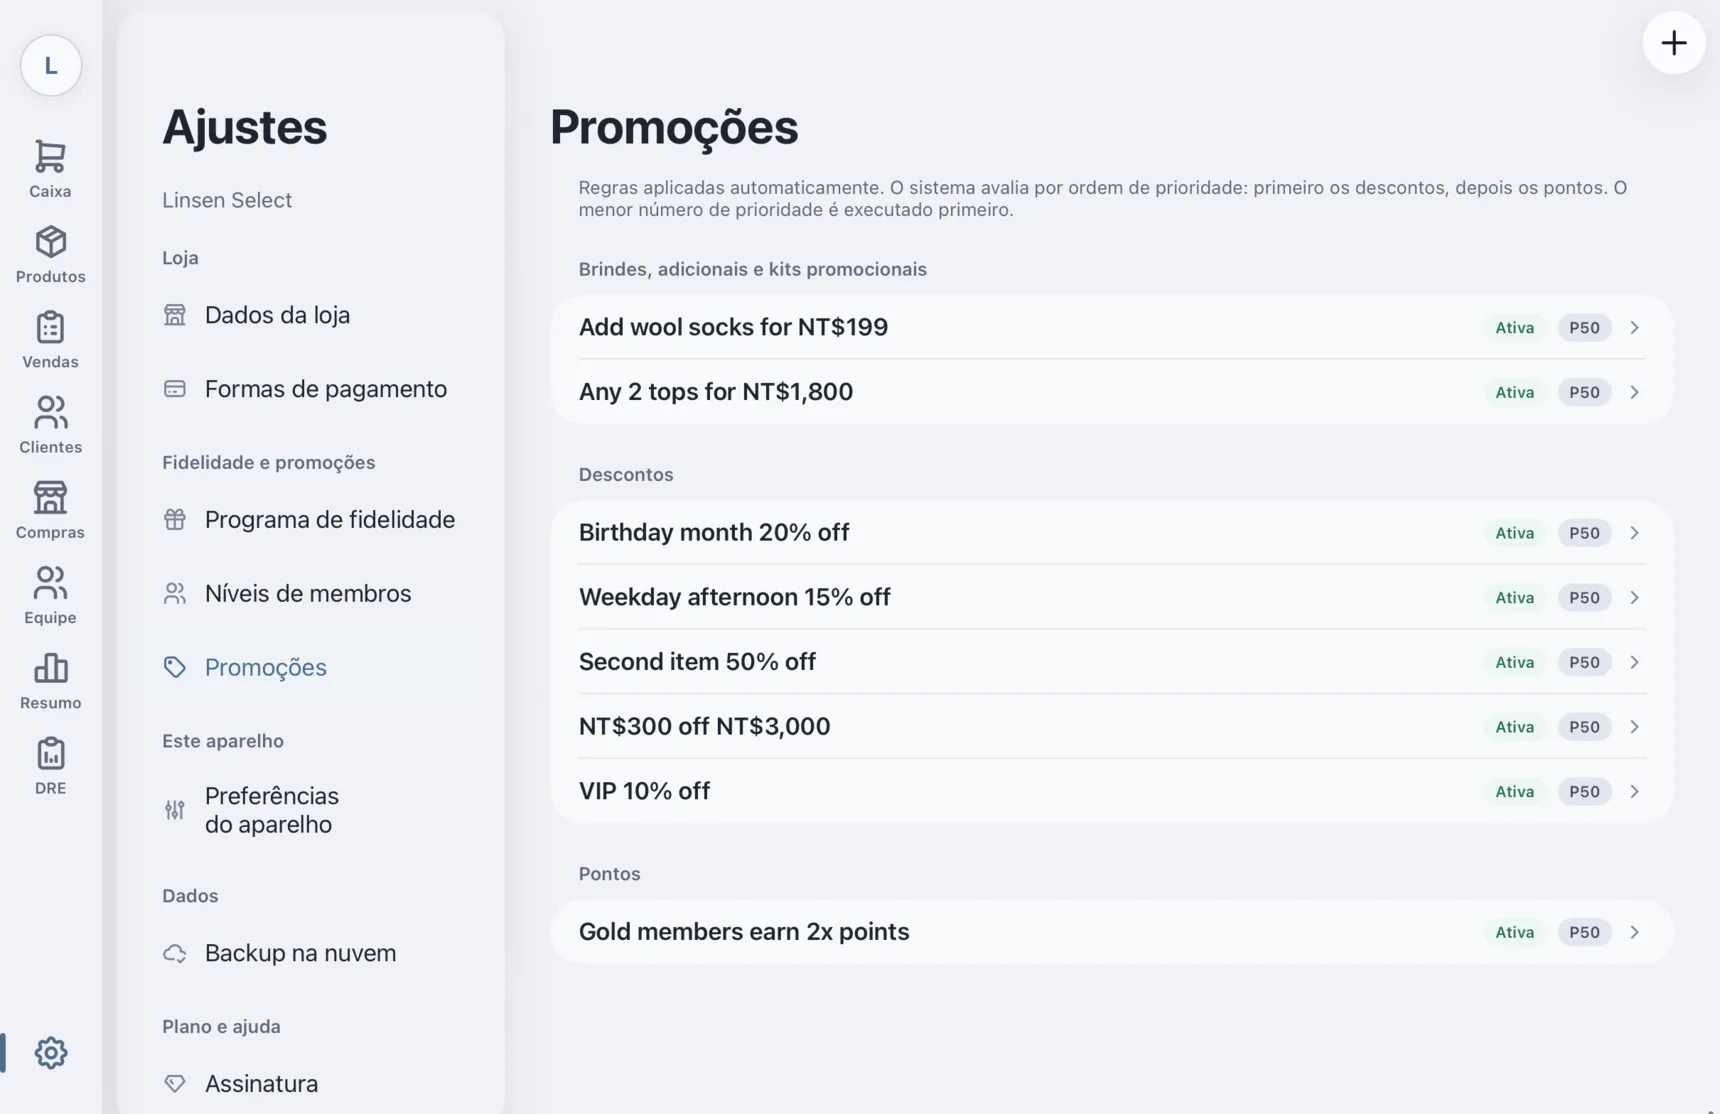 L
Caixa
Produtos
Vendas
Clientes
Compras
Equipe
Resumo
DRE
Ajustes
Linsen Select
Loja
Dados da loja
Formas de pagamento
Fidelidade e promoções
Programa de fidelidade
Níveis de membros
Promoções
Este aparelho
Preferências
do aparelho
Dados
Backup na nuvem
Plano e ajuda
Assinatura
Promoções
Regras aplicadas automaticamente. O sistema avalia por ordem de prioridade: primeiro os descontos, depois os pontos. O
menor número de prioridade é executado primeiro.
Brindes, adicionais e kits promocionais
Add wool socks for NT$199 Ativa P50
Any 2 tops for NT$1,800 Ativa P50
Descontos
Birthday month 20% off Ativa P50
Weekday afternoon 15% off Ativa P50
Second item 50% off Ativa P50
NT$300 off NT$3,000 Ativa P50
VIP 10% off Ativa P50
Pontos
Gold members earn 2x points Ativa P50